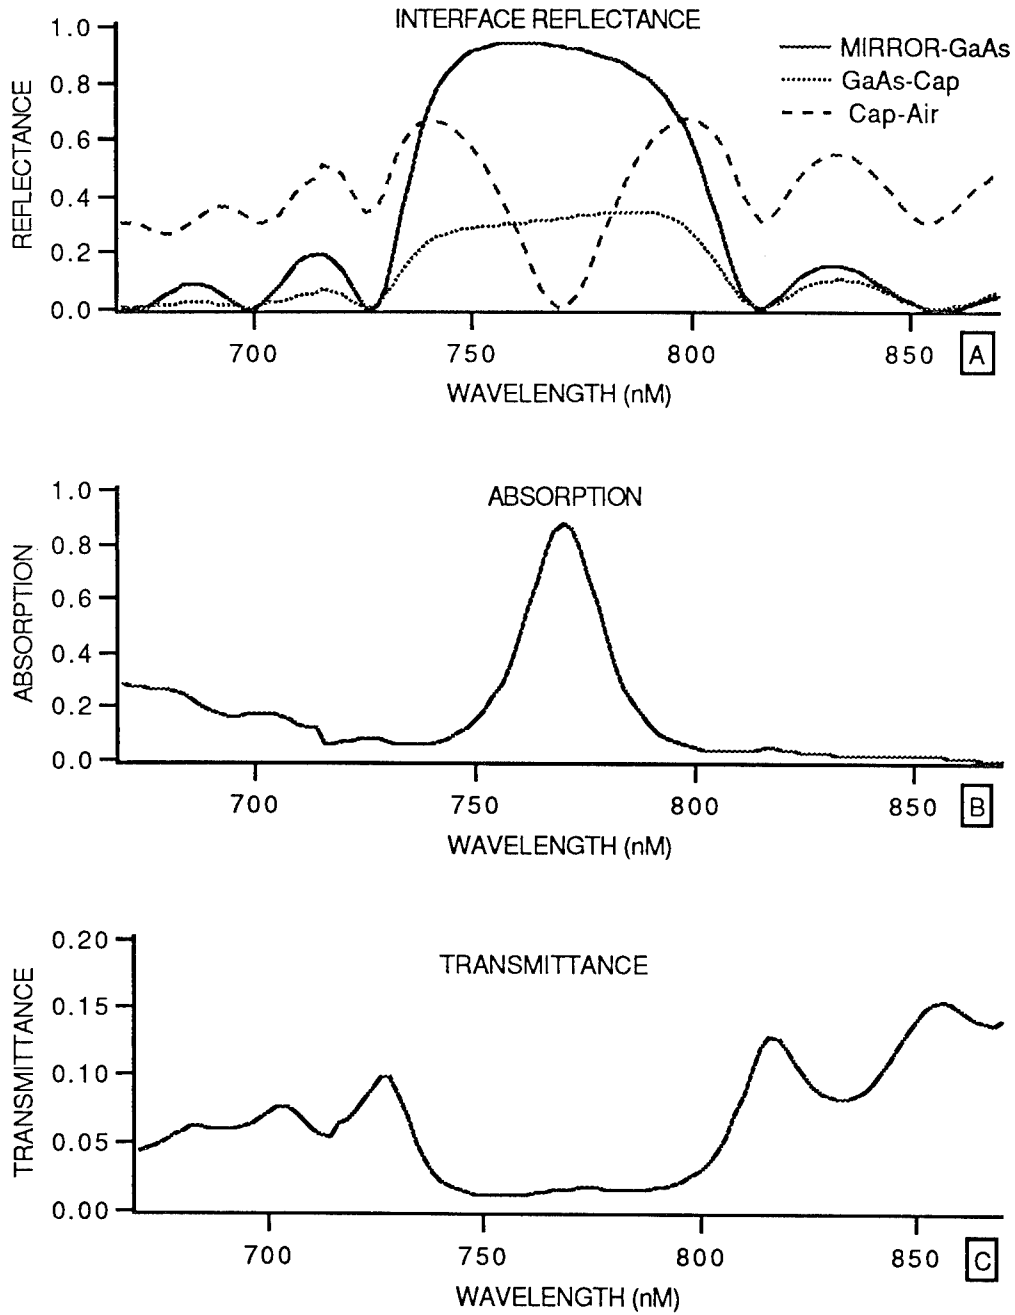 INTERFACE REFLECTANCE
MIRROR-GaAs
GaAs-Cap
Cap-Air
REFLECTANCE
1.0
0.8
0.6
0.4
0.2
0.0
700 750 800 850
A
WAVELENGTH (nM)
ABSORPTION
ABSORPTION
1.0
0.8
0.6
0.4
0.2
0.0
700 750 800 850
B
WAVELENGTH (nM)
TRANSMITTANCE
TRANSMITTANCE
0.20
0.15
0.10
0.05
0.00
700 750 800 850
C
WAVELENGTH (nM)